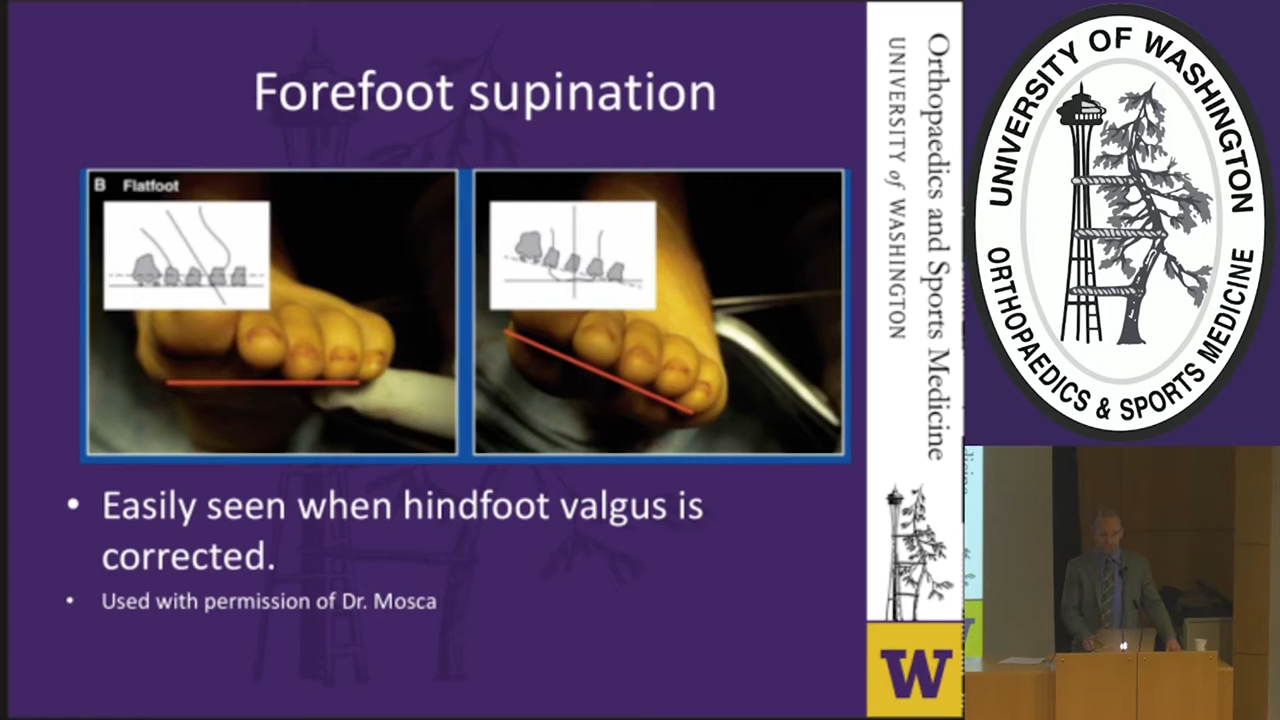 Forefoot supination
B Flatfoot
• Easily seen when hindfoot valgus is
corrected.
• Used with permission of Dr. Mosca
Orthopaedics and Sports Medicine
UNIVERSITY of WASHINGTON
W
UNIVERSITY OF WASHINGTON
ORTHOPAEDICS & SPORTS MEDICINE